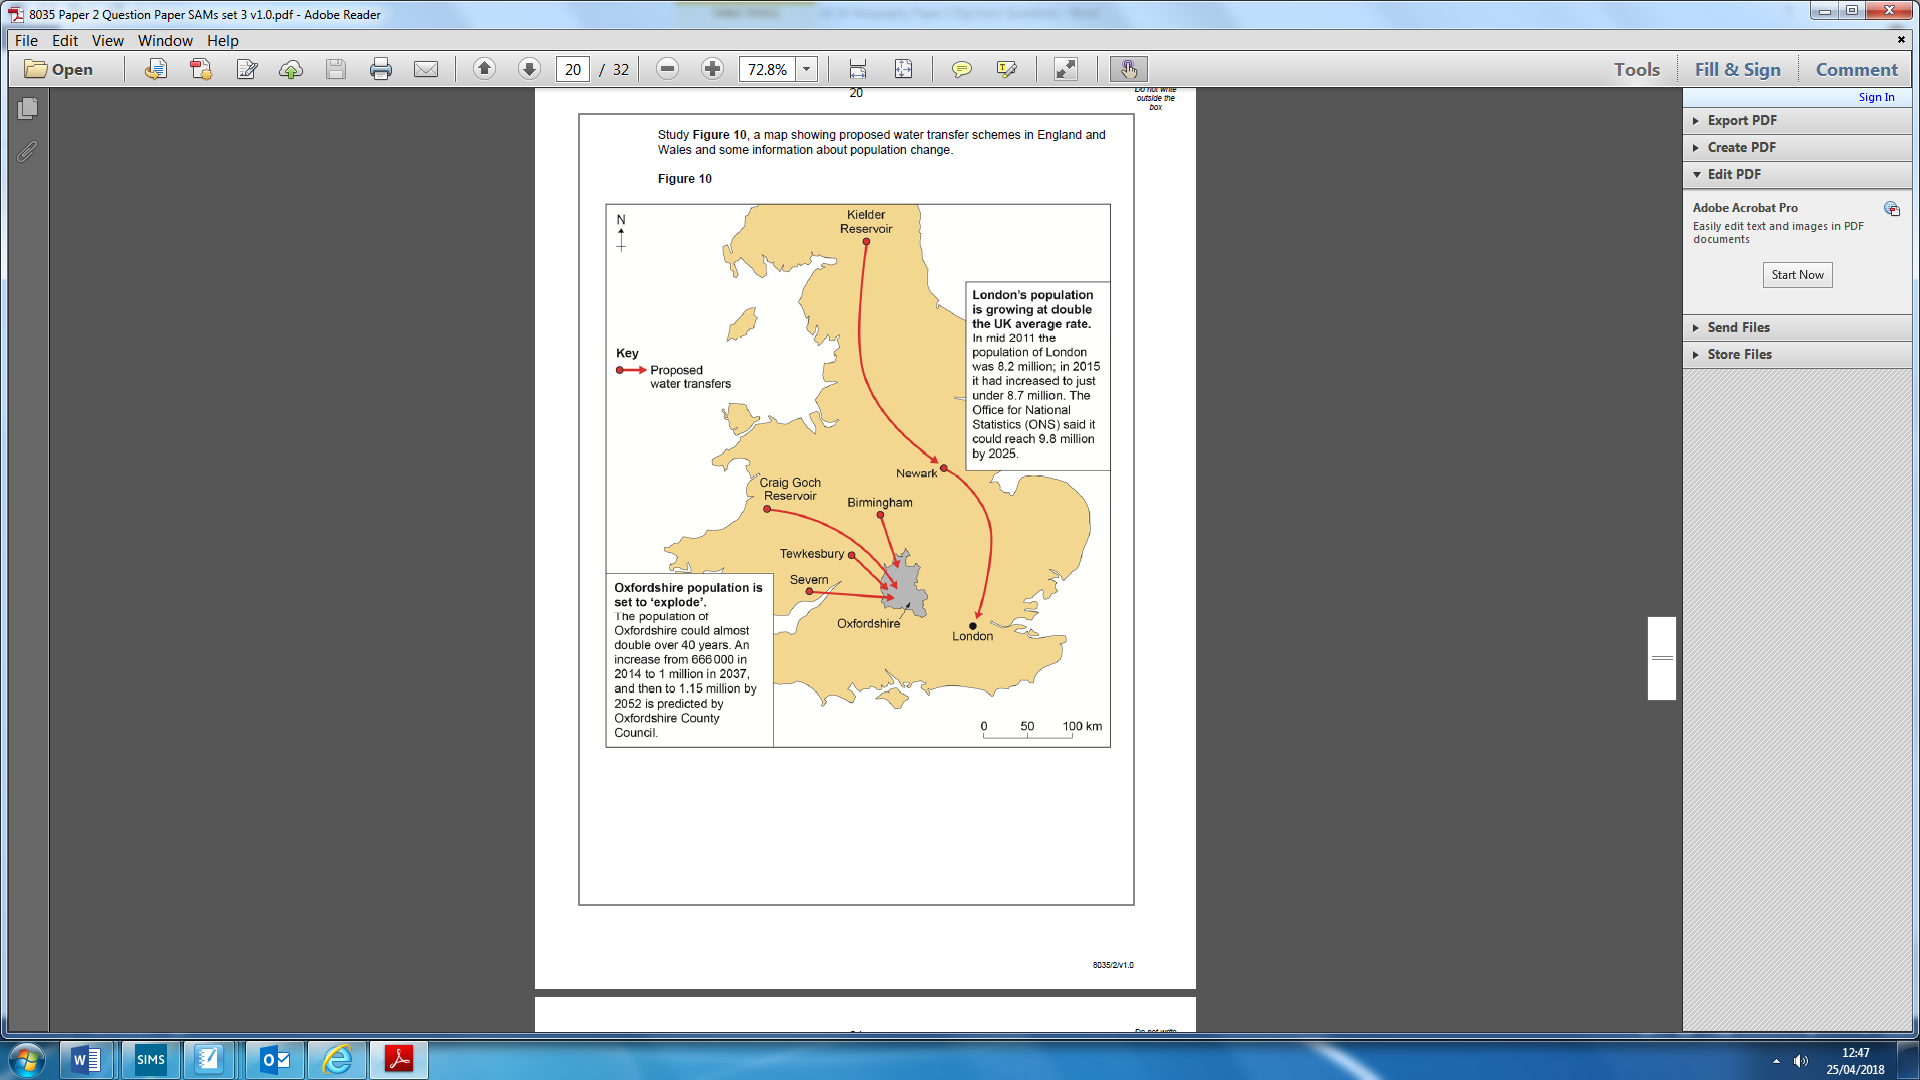 8035 Paper 2 Question Paper SAMs set 3 v1.0.pdf - Adobe Reader
File Edit View Window Help
Open
20 / 32
72.8%
Tools
Fill & Sign
Comment
Sign In
Export PDF
Create PDF
Edit PDF
Adobe Acrobat Pro
Easily edit text and images in PDF
documents
Start Now
Send Files
Store Files
20
Do not write
outside the
box
Study Figure 10, a map showing proposed water transfer schemes in England and
Wales and some information about population change.
Figure 10
N
Kielder
Reservoir
London's population
is growing at double
the UK average rate.
In mid 2011 the
population of London
was 8.2 million; in 2015
it had increased to just
under 8.7 million. The
Office for National
Statistics (ONS) said it
could reach 9.8 million
by 2025.
Key
Proposed
water transfers
Newark
Craig Goch
Reservoir
Birmingham
Tewkesbury
Severn
Oxfordshire
London
Oxfordshire population is
set to 'explode'.
The population of
Oxfordshire could almost
double over 40 years. An
increase from 666 000 in
2014 to 1 million in 2037,
and then to 1.15 million by
2052 is predicted by
Oxfordshire County
Council.
0 50 100 km
8035/2/v1.0
Do not write
SIMS
12:47
25/04/2018